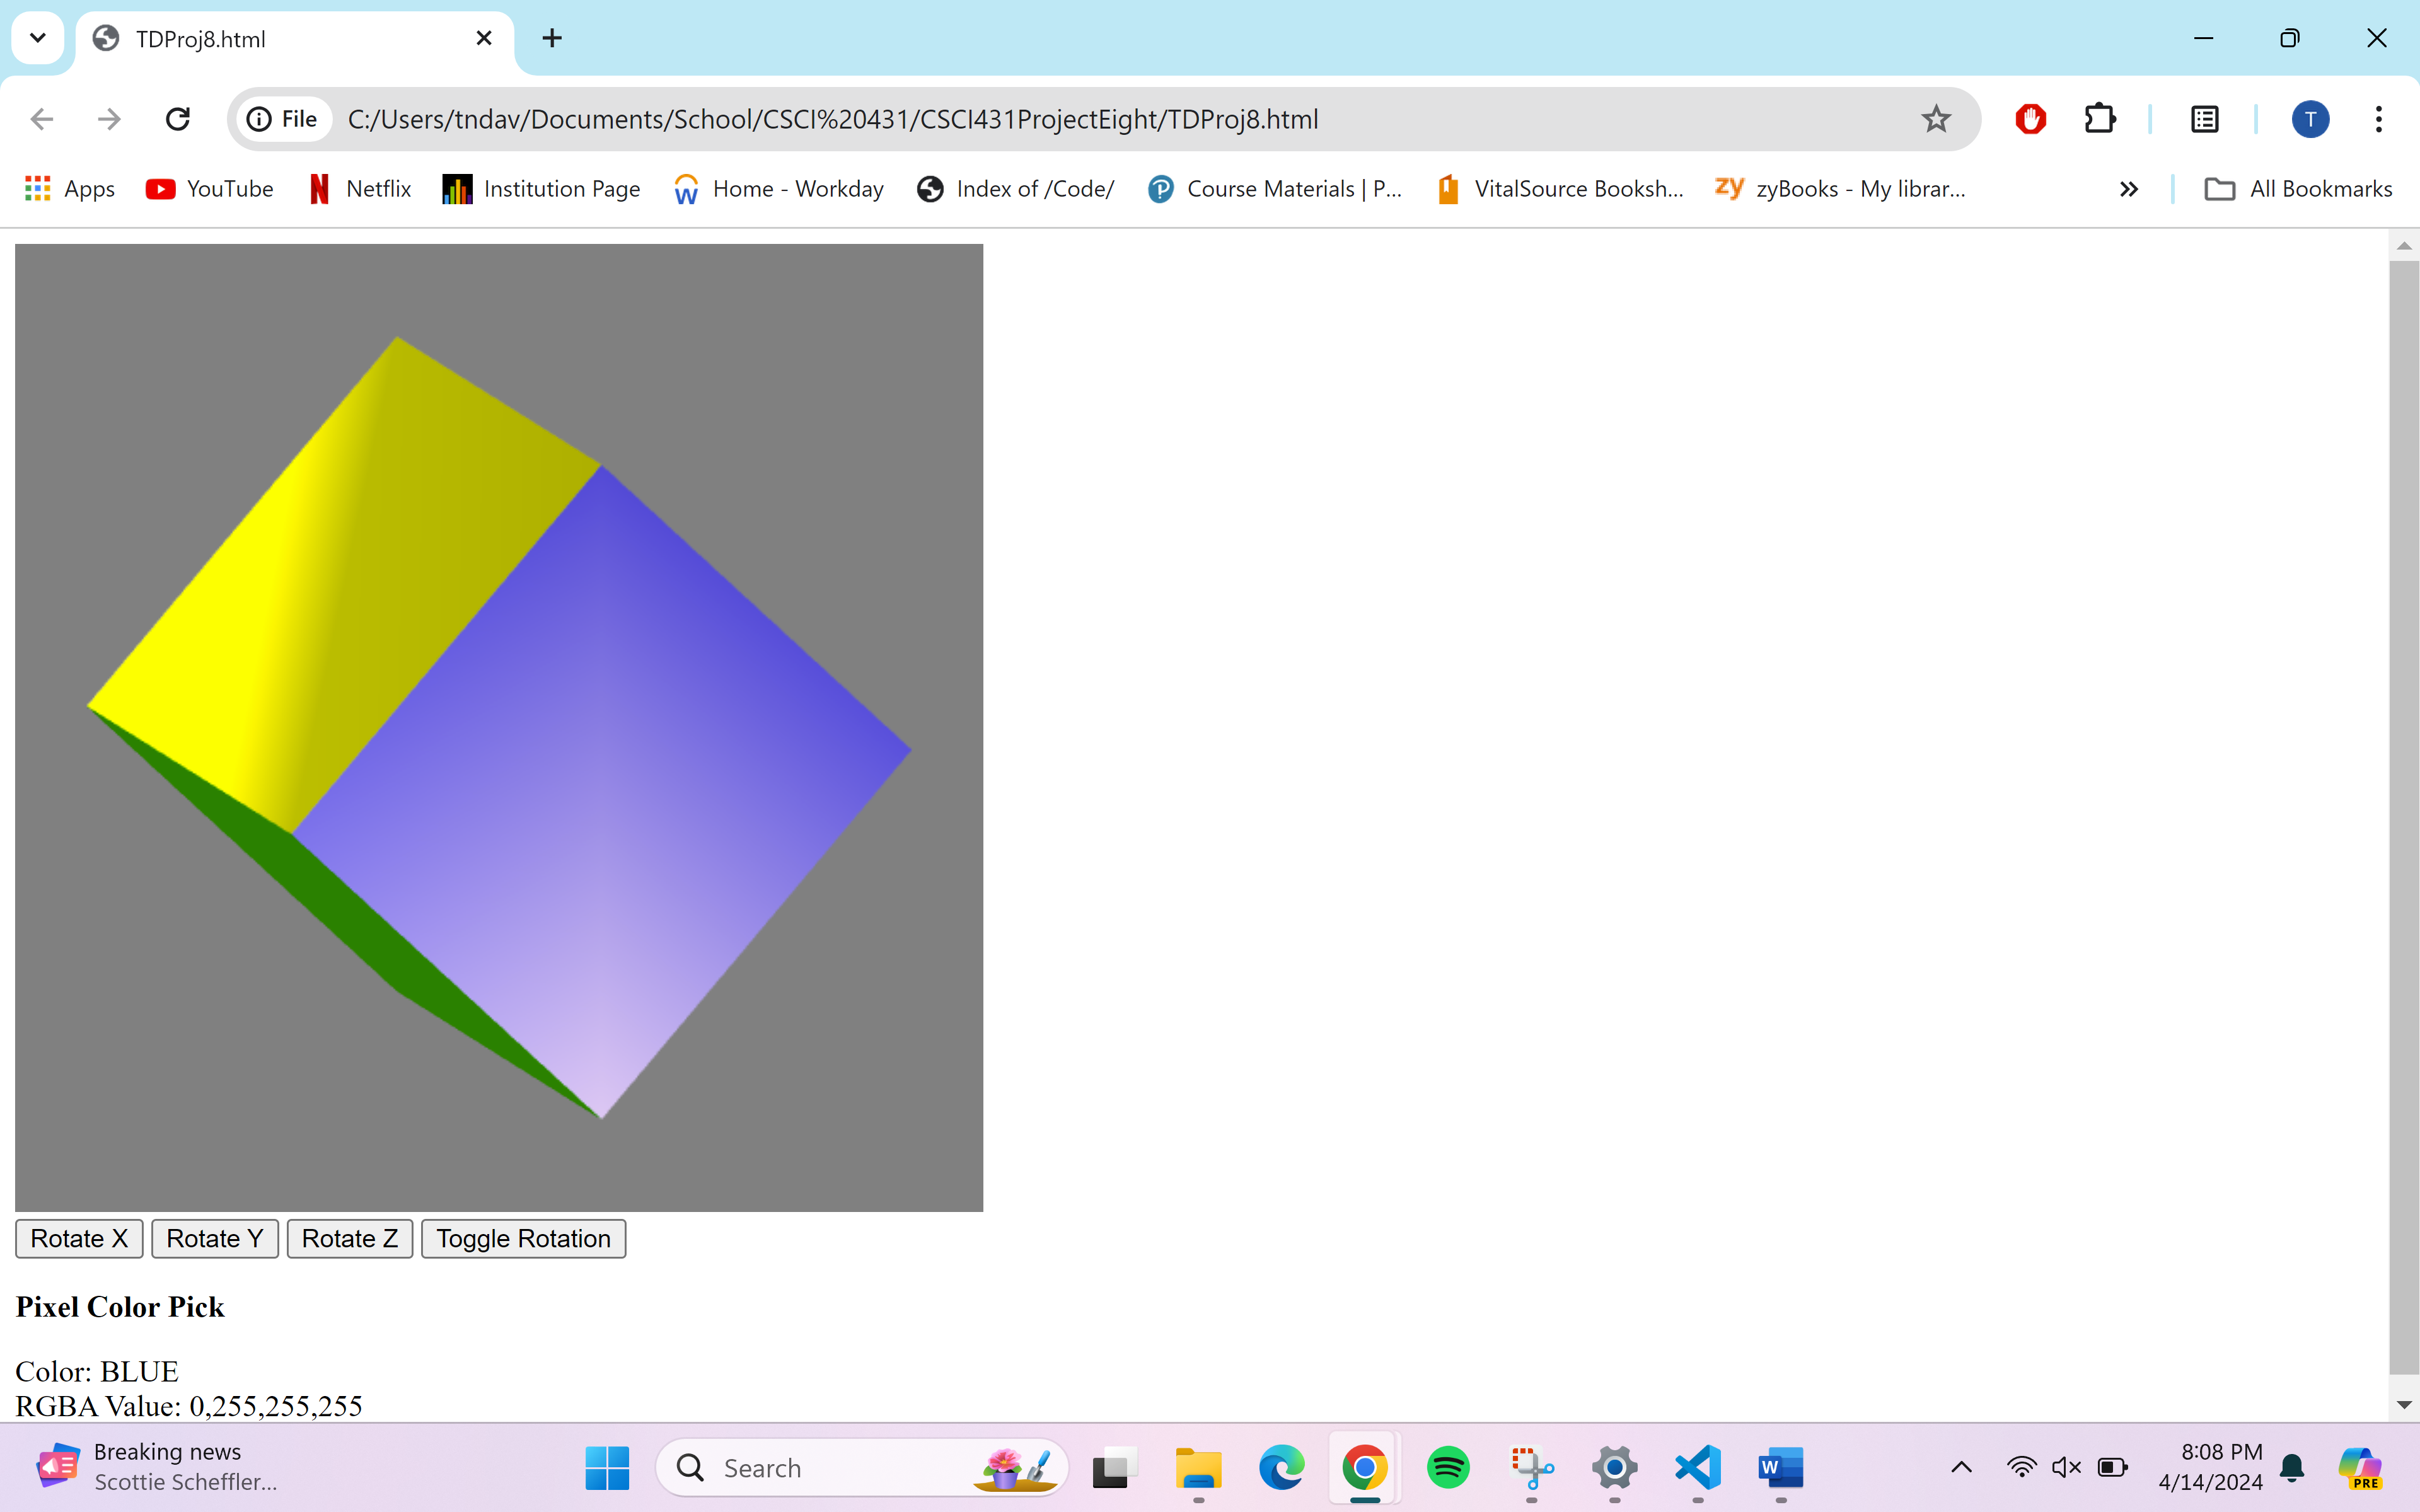 TDProj8.html
File C:/Users/tndav/Documents/School/CSCI%20431/CSCI431ProjectEight/TDProj8.html
T
Apps YouTube Netflix Institution Page Home - Workday Index of /Code/ Course Materials | P... VitalSource Booksh... zyBooks - My librar... » All Bookmarks
Rotate X Rotate Y Rotate Z Toggle Rotation
Pixel Color Pick
Color: BLUE
RGBA Value: 0,255,255,255
Breaking news
Scottie Scheffler...
Search
8:08 PM
4/14/2024
PRE